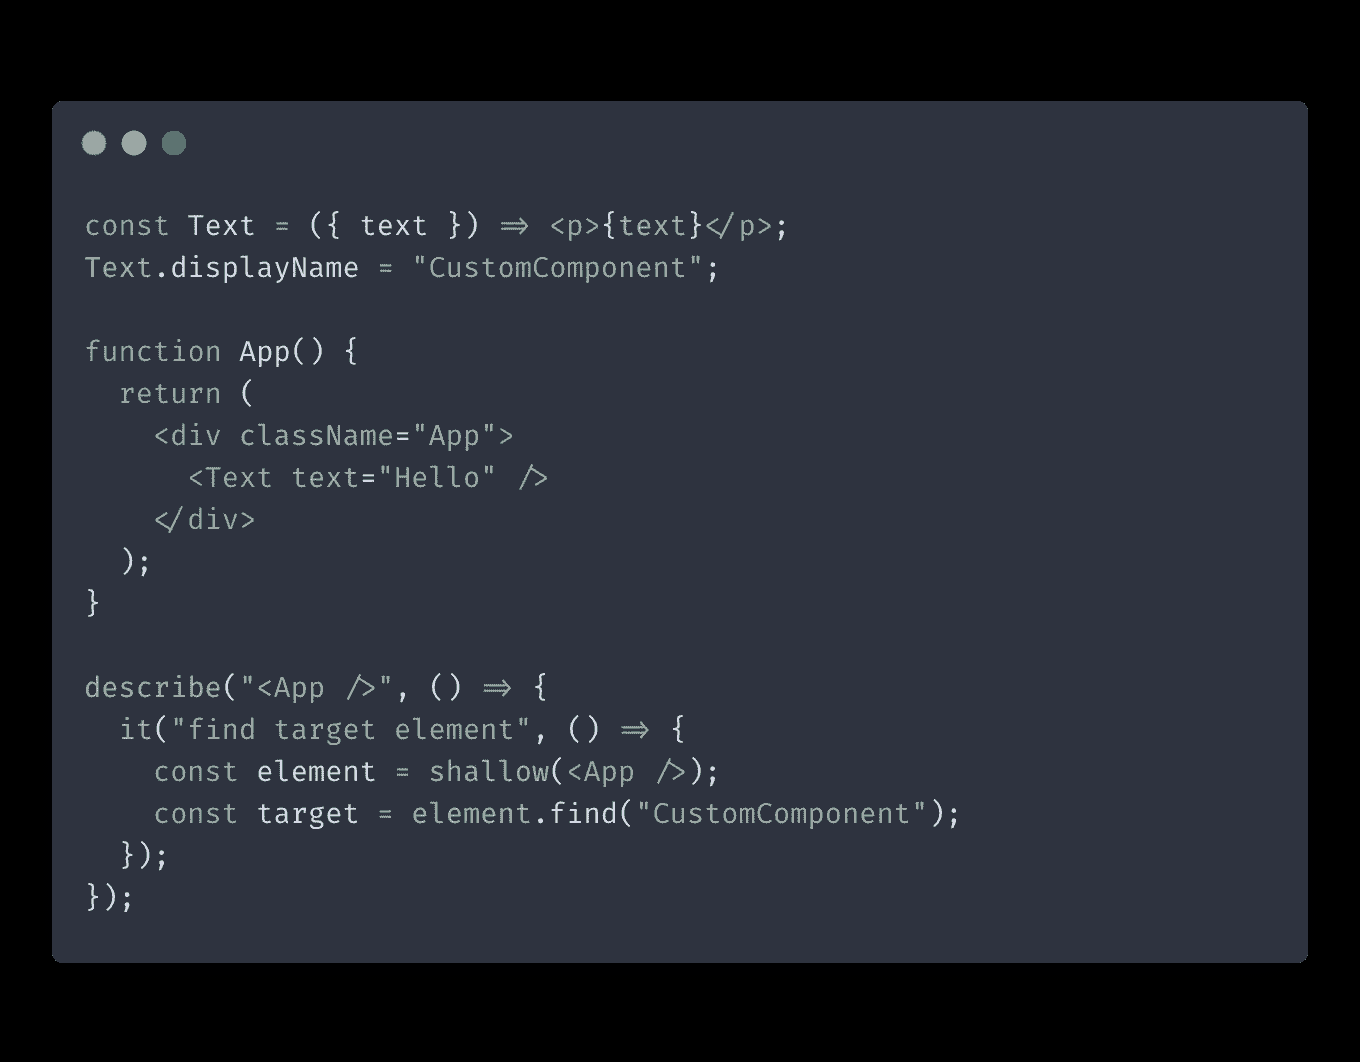 const Text = ({ text }) => <p>{text}</p>;
Text.displayName = "CustomComponent";

function App() {
  return (
    <div className="App">
      <Text text="Hello" />
    </div>
  );
}

describe("<App />", () => {
  it("find target element", () => {
    const element = shallow(<App />);
    const target = element.find("CustomComponent");
  });
});